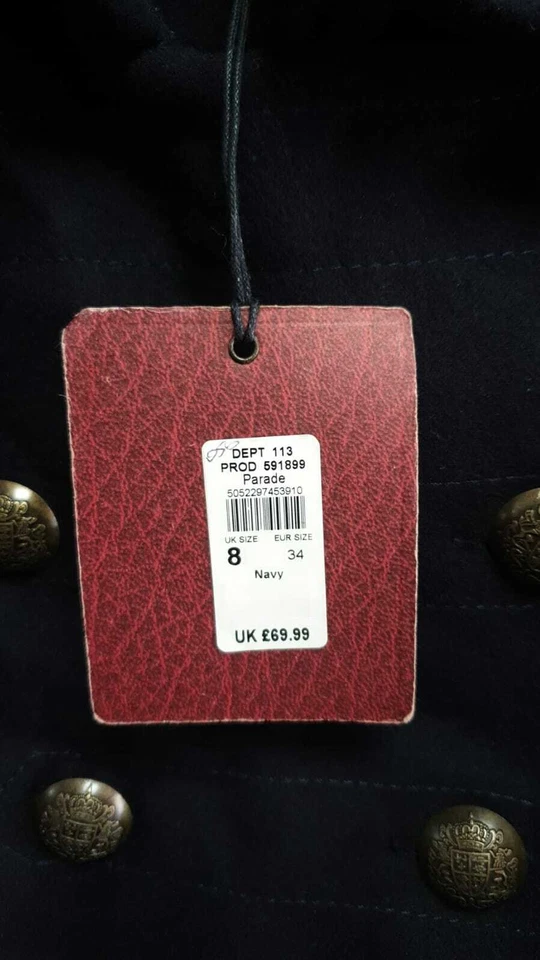 DEPT 113
PROD 591899
Parade
5052297453910
UK SIZE EUR SIZE
8 34
Navy
UK £69.99